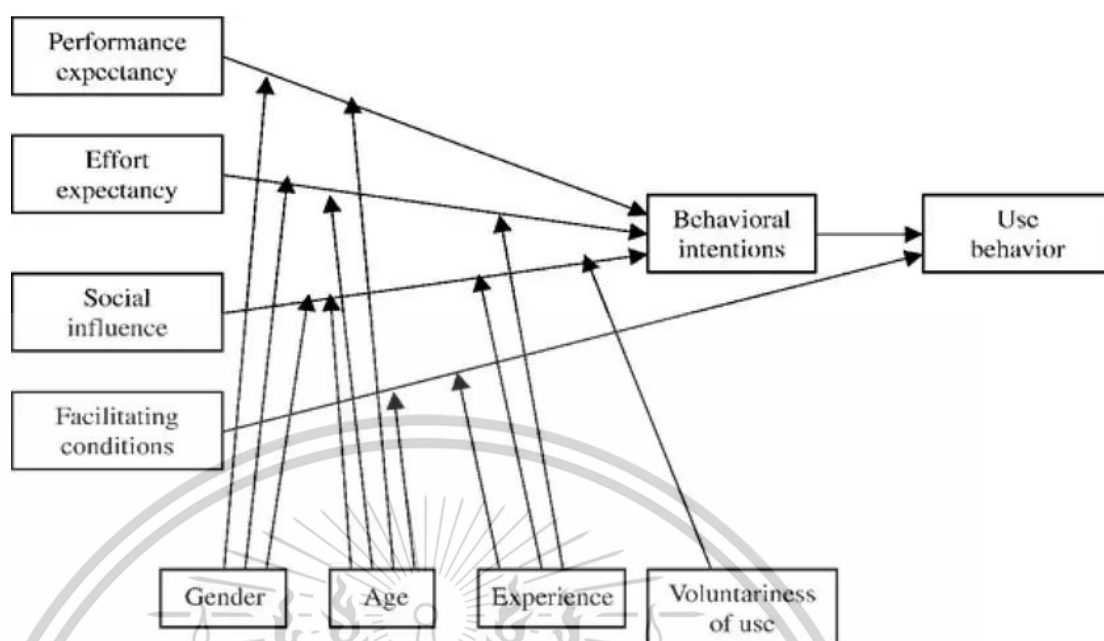 Performance
expectancy
Effort
expectancy
Social
influence
Facilitating
conditions
Behavioral
intentions
Use
behavior
Gender
Age
Experience
Voluntariness
of use